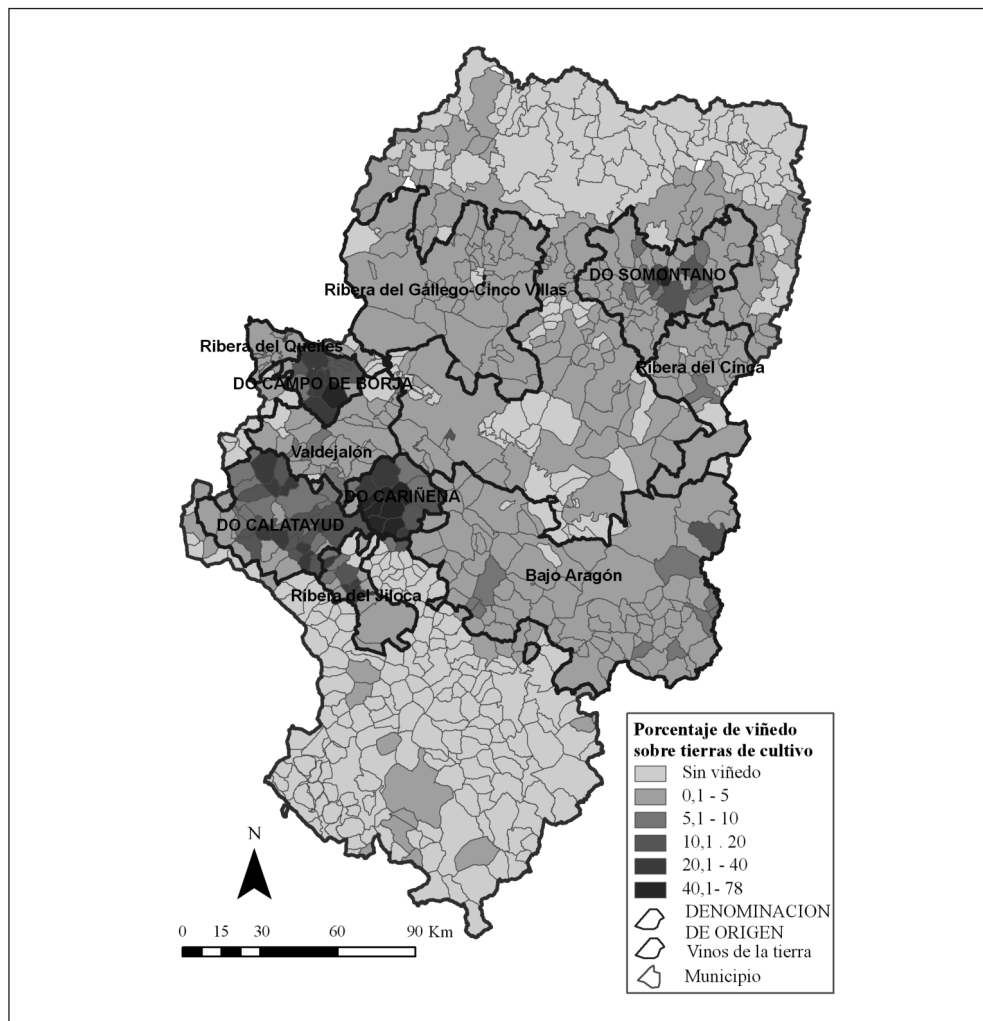 DO SOMONTANO
Ribera del Gállego-Cinco Villas
Ribera del Queiles
Ribera del Cinca
DO CAMPO DE BORJA
Valdejalón
DO CARIÑENA
DO CALATAYUD
Bajo Aragón
Ribera del Jiloca
Porcentaje de viñedo
sobre tierras de cultivo
Sin viñedo
0,1 - 5
5,1 - 10
10,1 . 20
20,1 - 40
40,1- 78
DENOMINACION
DE ORIGEN
Vinos de la tierra
Municipio
N
0 15 30 60 90 Km